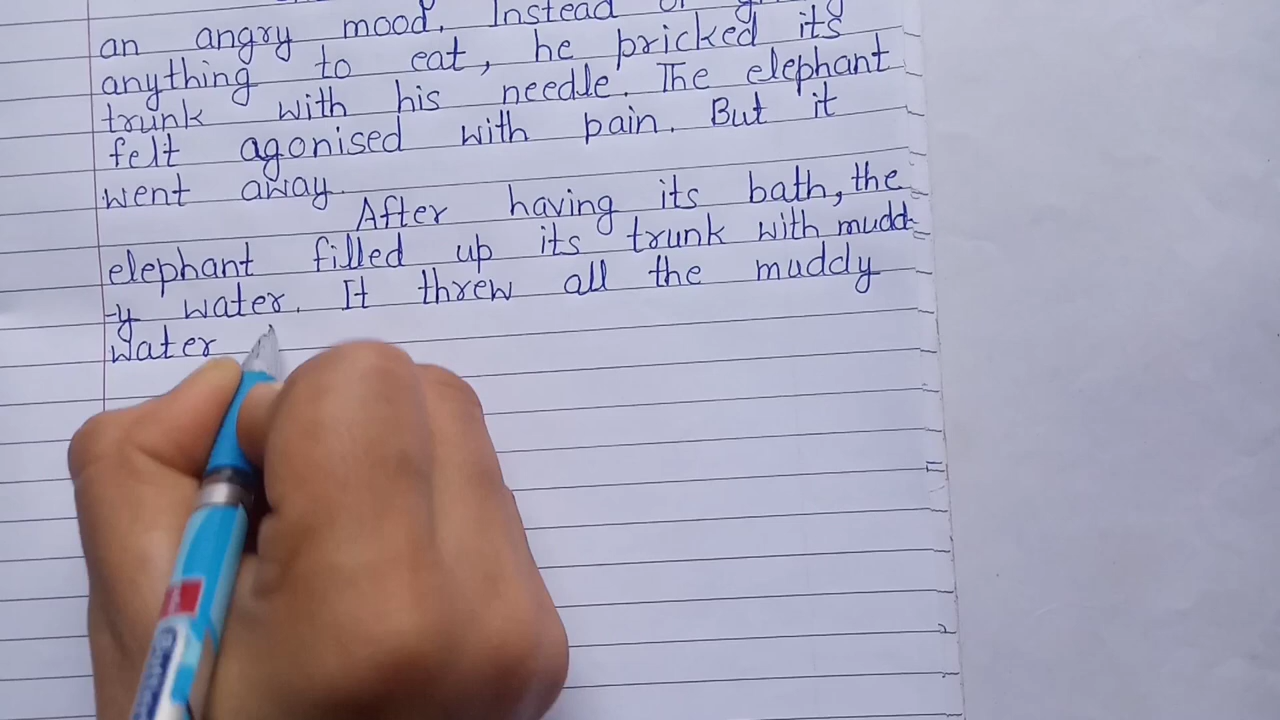 an angry mood. Instead of
anything to eat, he pricked its
trunk with his needle. The elephant
felt agonised with pain. But it
went away.
After having its bath, the
elephant filled up its trunk with mudd-
-y water. It threw all the muddy
water